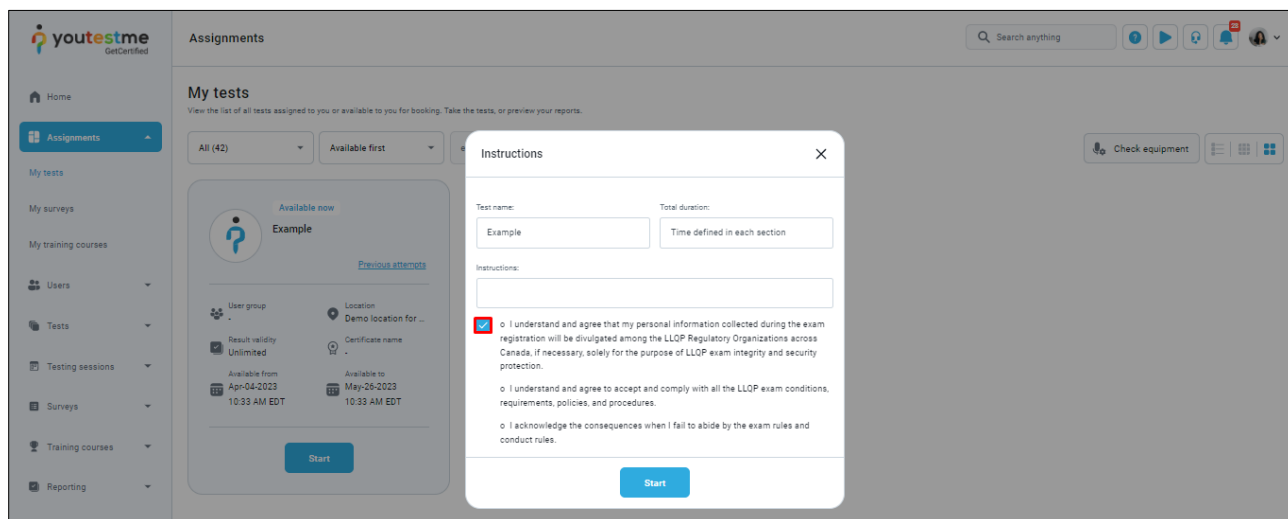 youtestme
GetCertified
Assignments
Search anything
?
25
Home
Assignments
My tests
My surveys
My training courses
Users
Tests
Testing sessions
Surveys
Training courses
Reporting
My tests
View the list of all tests assigned to you or available to you for booking. Take the tests, or preview your reports.
All (42)
Available first
e
Check equipment
Available now
Example
Previous attempts
User group
-
Location
Demo location for ...
Result validity
Unlimited
Certificate name
-
Available from
Apr-04-2023
10:33 AM EDT
Available to
May-26-2023
10:33 AM EDT
Start
Instructions
Test name:
Example
Total duration:
Time defined in each section
Instructions:
o I understand and agree that my personal information collected during the exam
registration will be divulgated among the LLQP Regulatory Organizations across
Canada, if necessary, solely for the purpose of LLQP exam integrity and security
protection.
o I understand and agree to accept and comply with all the LLQP exam conditions,
requirements, policies, and procedures.
o I acknowledge the consequences when I fail to abide by the exam rules and
conduct rules.
Start